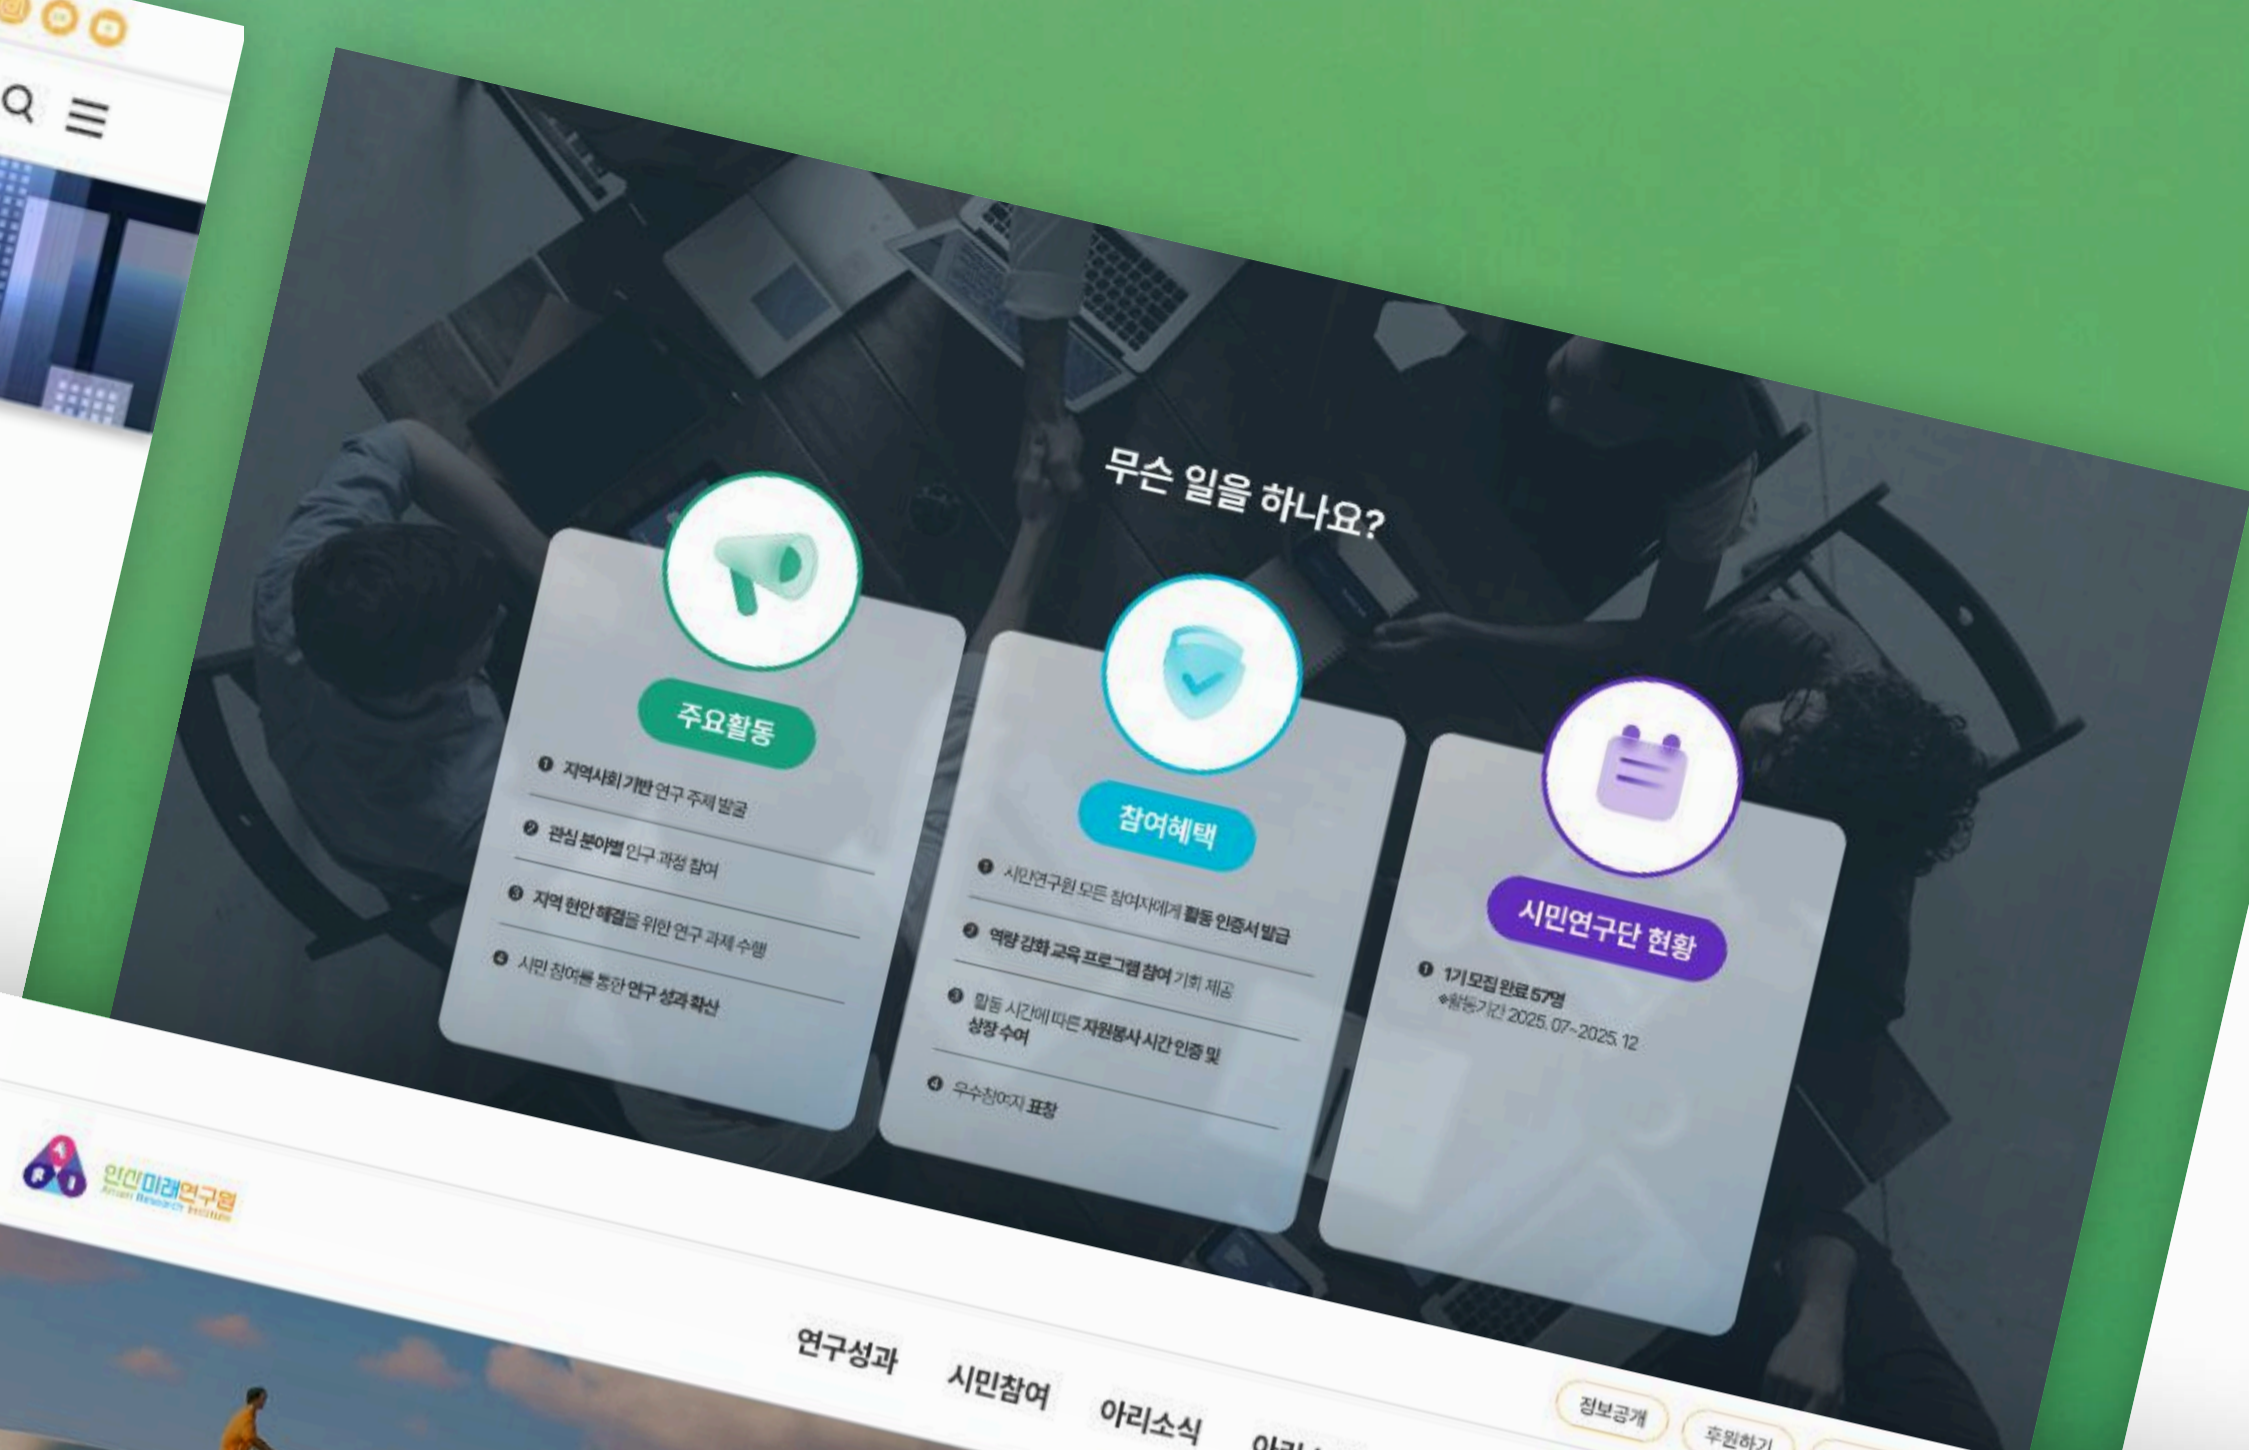 무슨 일을 하나요?
주요활동
❶ 지역사회 기반 연구 주제 발굴
❷ 관심 분야별 연구 과정 참여
❸ 지역 현안 해결을 위한 연구 과제 수행
❹ 시민 참여를 통한 연구 성과 확산
참여혜택
❶ 시민연구원 모든 참여자에게 활동 인증서 발급
❷ 역량 강화 교육 프로그램 참여 기회 제공
❸ 활동 시간에 따른 자원봉사 시간 인증 및
상장 수여
❹ 우수참여자 표창
시민연구단 현황
❶ 1기 모집 완료 57명
※활동기간 2025. 07~2025. 12
A R I
안산미래연구원
Ansan Research Institute
연구성과 시민참여 아리소식
정보공개 후원하기